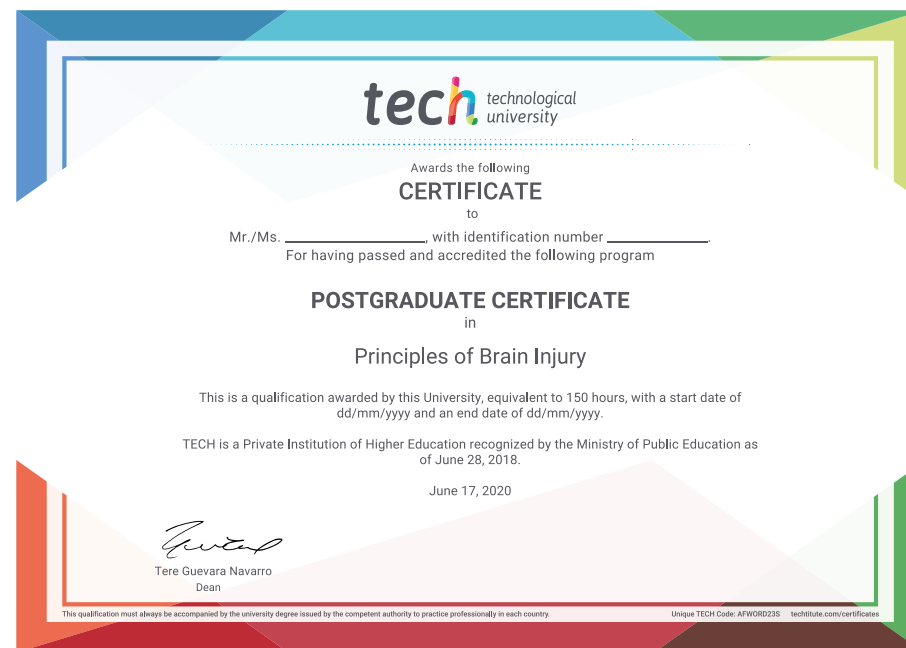 tech technological
university
Awards the following
CERTIFICATE
to
Mr./Ms. ____________________, with identification number ______________.
For having passed and accredited the following program
POSTGRADUATE CERTIFICATE
in
Principles of Brain Injury
This is a qualification awarded by this University, equivalent to 150 hours, with a start date of
dd/mm/yyyy and an end date of dd/mm/yyyy.
TECH is a Private Institution of Higher Education recognized by the Ministry of Public Education as
of June 28, 2018.
June 17, 2020
Tere Guevara Navarro
Dean
This qualification must always be accompanied by the university degree issued by the competent authority to practice professionally in each country. Unique TECH Code: AFWORD23S techtitute.com/certificates